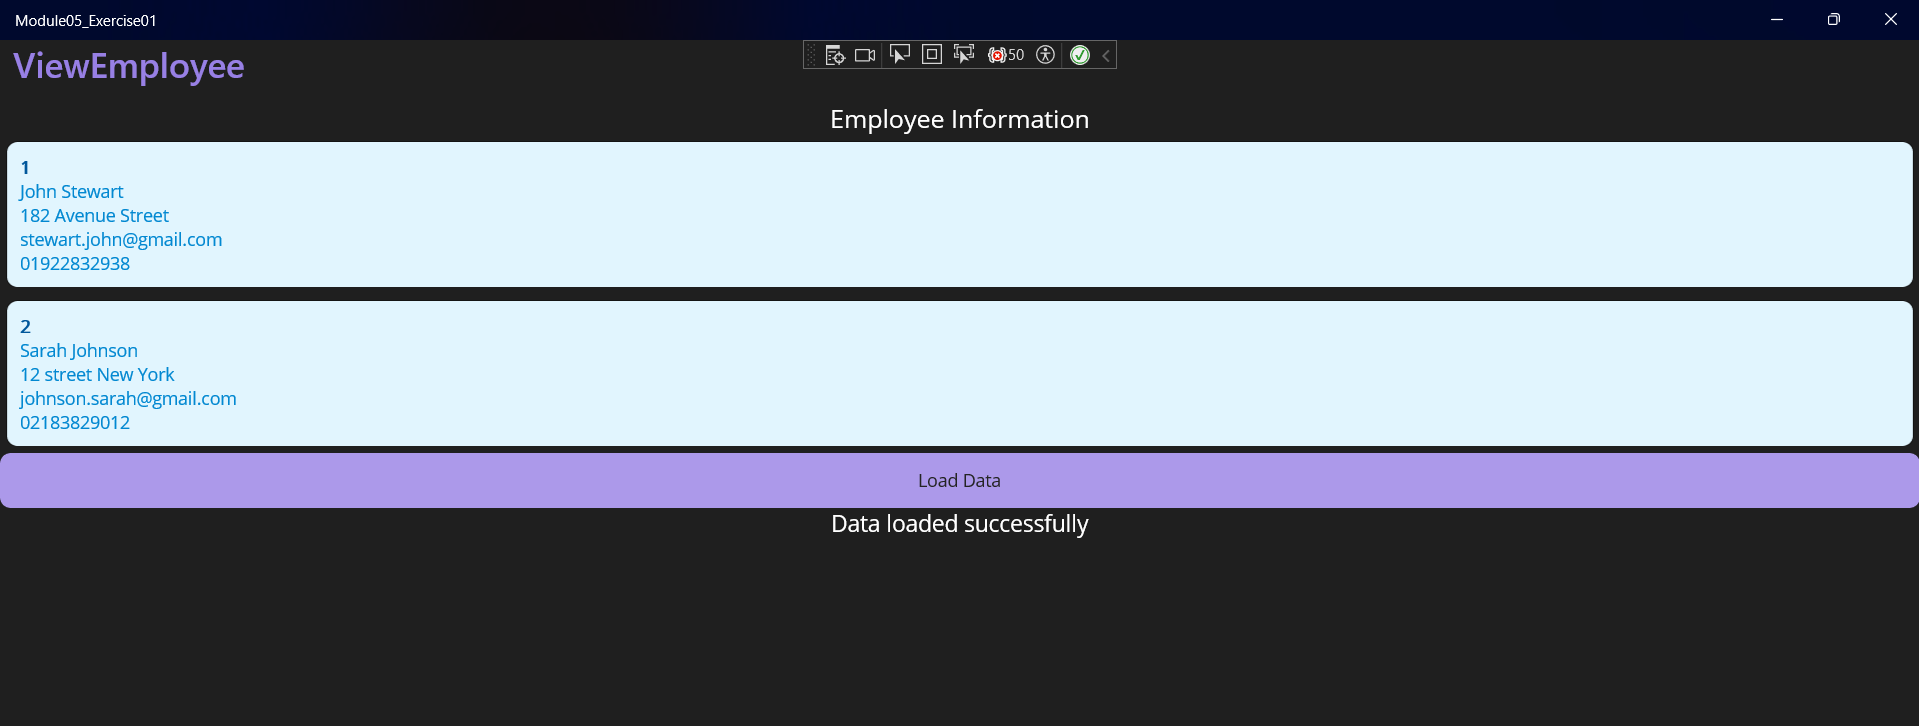 Module05_Exercise01
50
ViewEmployee
Employee Information
1
John Stewart
182 Avenue Street
stewart.john@gmail.com
01922832938
2
Sarah Johnson
12 street New York
johnson.sarah@gmail.com
02183829012
Load Data
Data loaded successfully